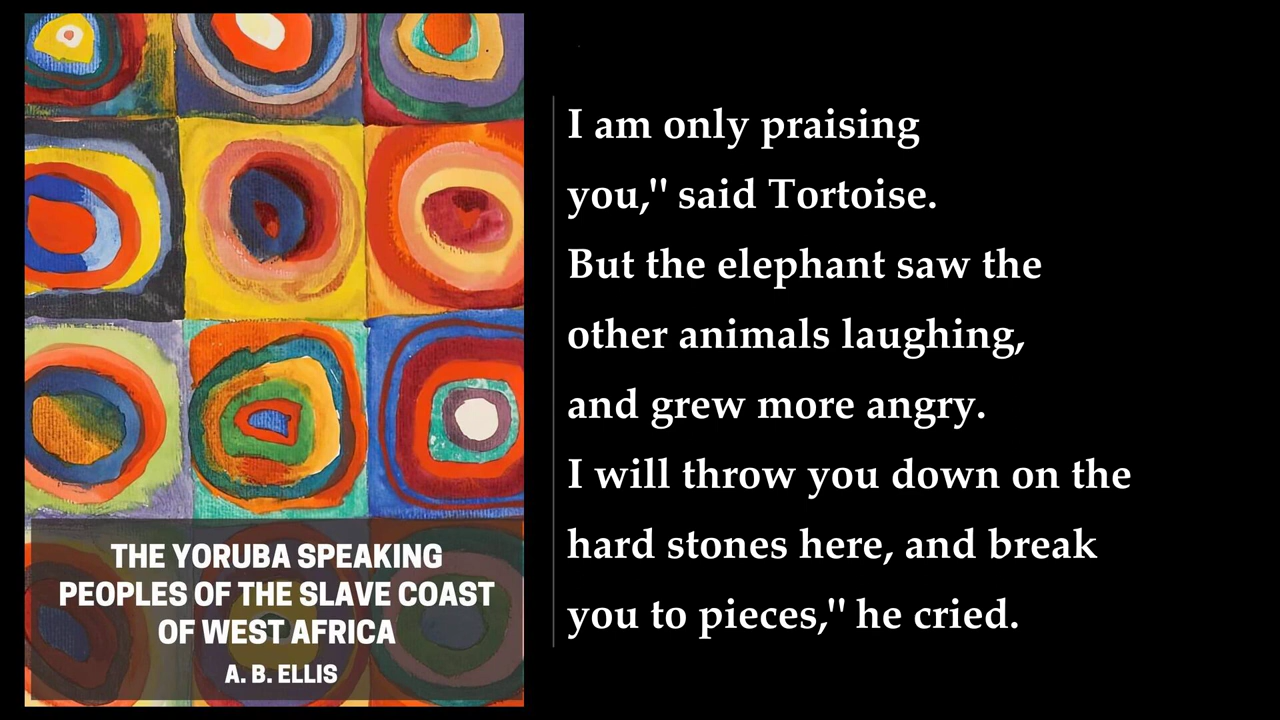 I am only praising
you," said Tortoise.
But the elephant saw the
other animals laughing,
and grew more angry.
I will throw you down on the
hard stones here, and break
you to pieces," he cried.
THE YORUBA SPEAKING
PEOPLES OF THE SLAVE COAST
OF WEST AFRICA
A. B. ELLIS